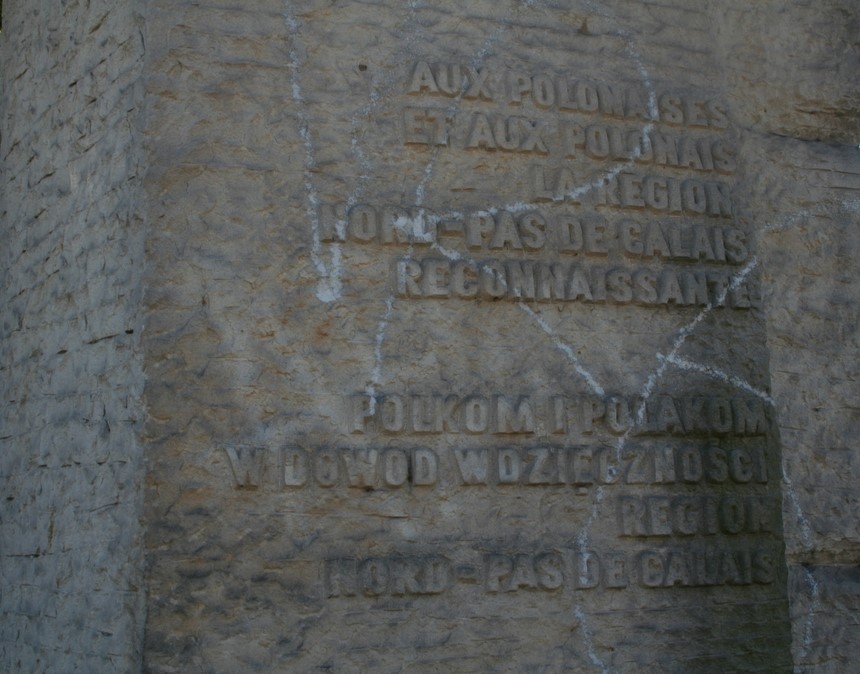 AUX POLONAISES
ET AUX POLONAIS
LA REGION
NORD-PAS DE CALAIS
RECONNAISSANTE
POLKOM I POLAKOM
W DOWOD WDZIĘCZNOSCI
REGION
NORD-PAS DE CALAIS